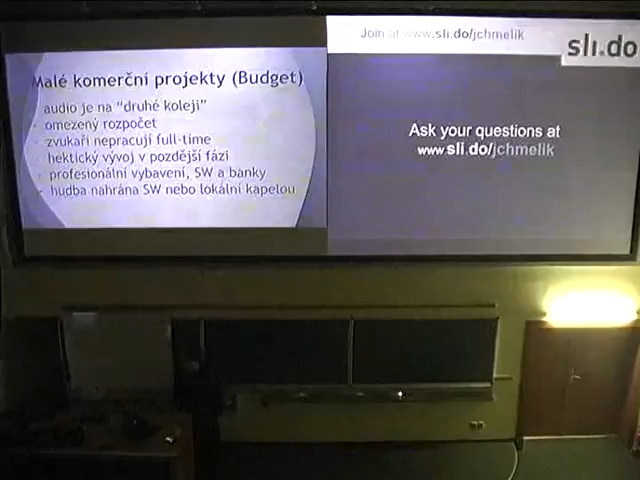 Malé komerční projekty (Budget)
audio je na “druhé koleji”
- omezený rozpočet
- zvukaři nepracují full-time
- hektický vývoj v pozdější fázi
- profesionální vybavení, SW a banky
- hudba nahrána SW nebo lokální kapelou
Join at www.sli.do/jchmelik
sli.do
Ask your questions at
www.sli.do/jchmelik